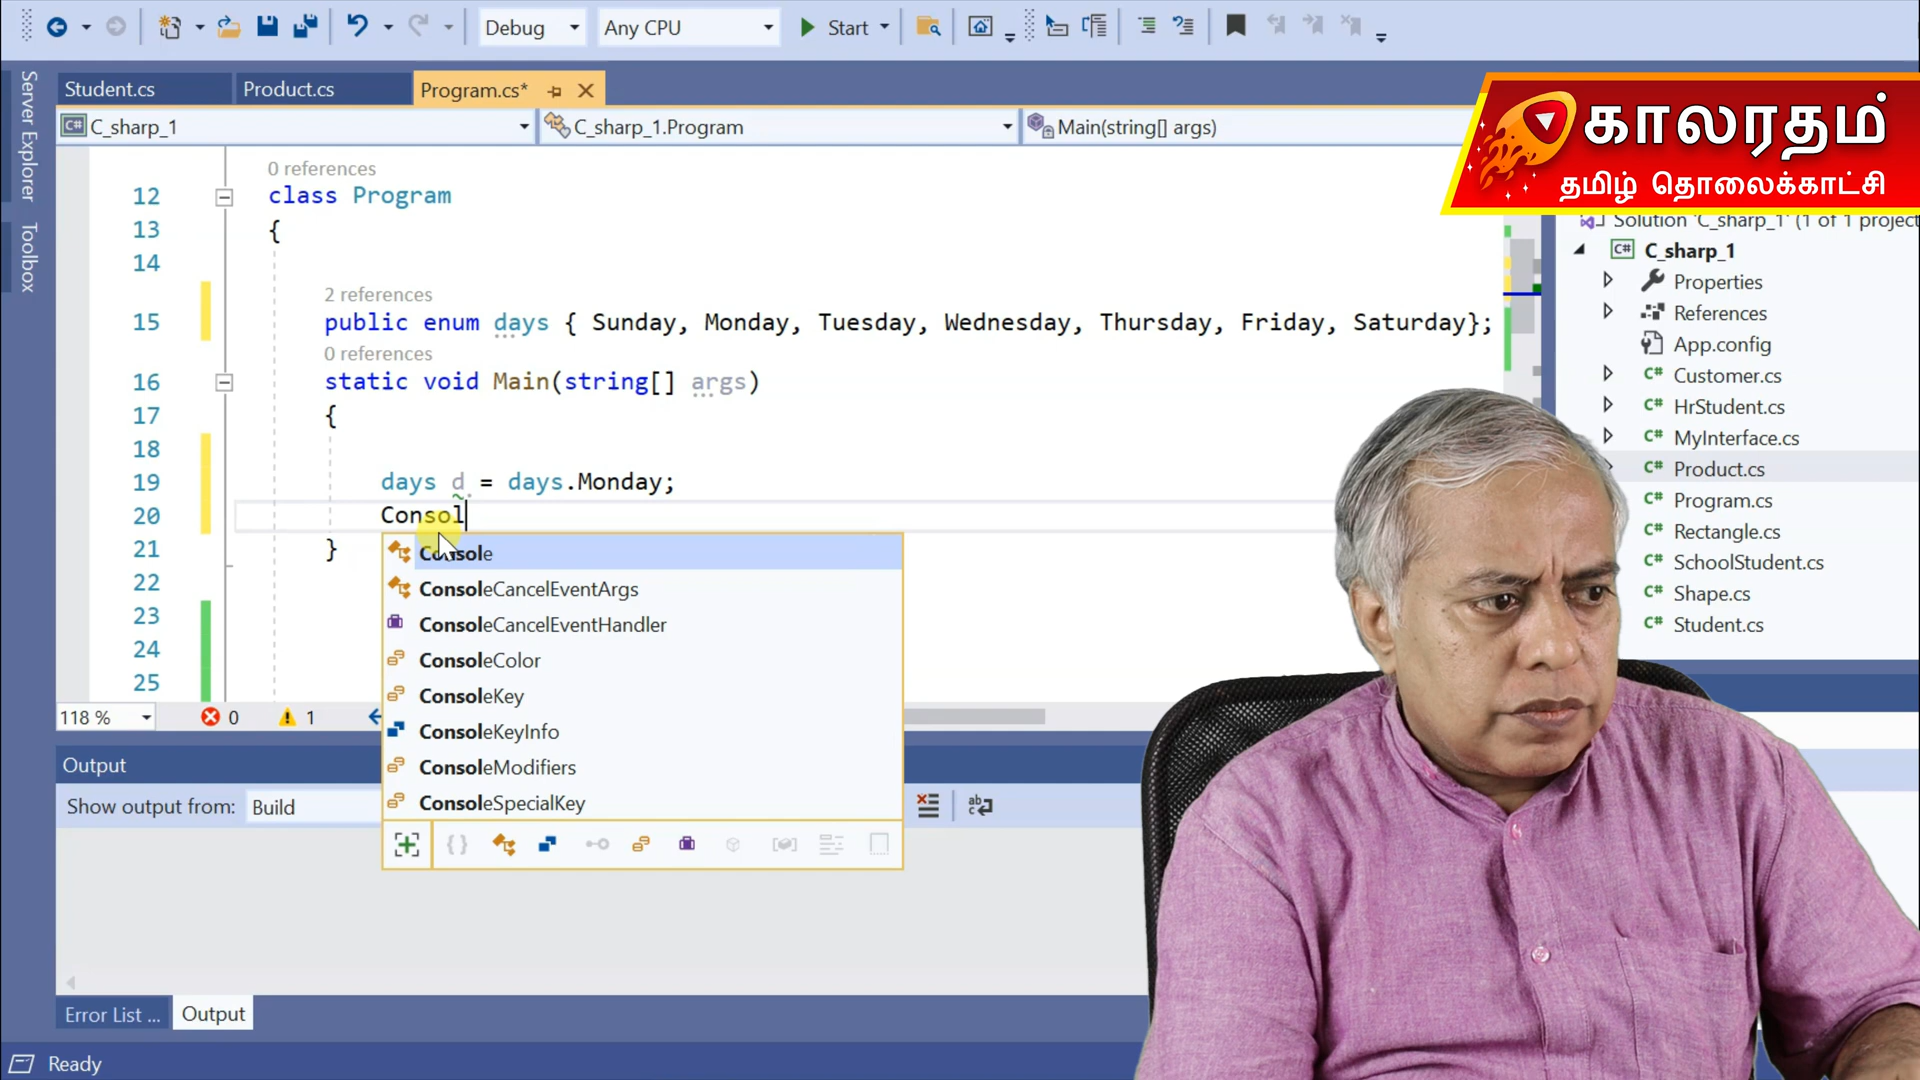 Debug
Any CPU
Start
Server Explorer
Toolbox
Student.cs
Product.cs
Program.cs*
C_sharp_1
C_sharp_1.Program
Main(string[] args)
காலரதம்
தமிழ் தொலைக்காட்சி
0 references
12 class Program
13 {
14
2 references
15 public enum days { Sunday, Monday, Tuesday, Wednesday, Thursday, Friday, Saturday};
0 references
16 static void Main(string[] args)
17 {
18
19 days d = days.Monday;
20 Consol
21 }
22
23
24
25
Console
ConsoleCancelEventArgs
ConsoleCancelEventHandler
ConsoleColor
ConsoleKey
ConsoleKeyInfo
ConsoleModifiers
ConsoleSpecialKey
118 %
0
1
Output
Show output from: Build
Error List ...
Output
Ready
Solution 'C_sharp_1' (1 of 1 project
C_sharp_1
Properties
References
App.config
Customer.cs
HrStudent.cs
MyInterface.cs
Product.cs
Program.cs
Rectangle.cs
SchoolStudent.cs
Shape.cs
Student.cs